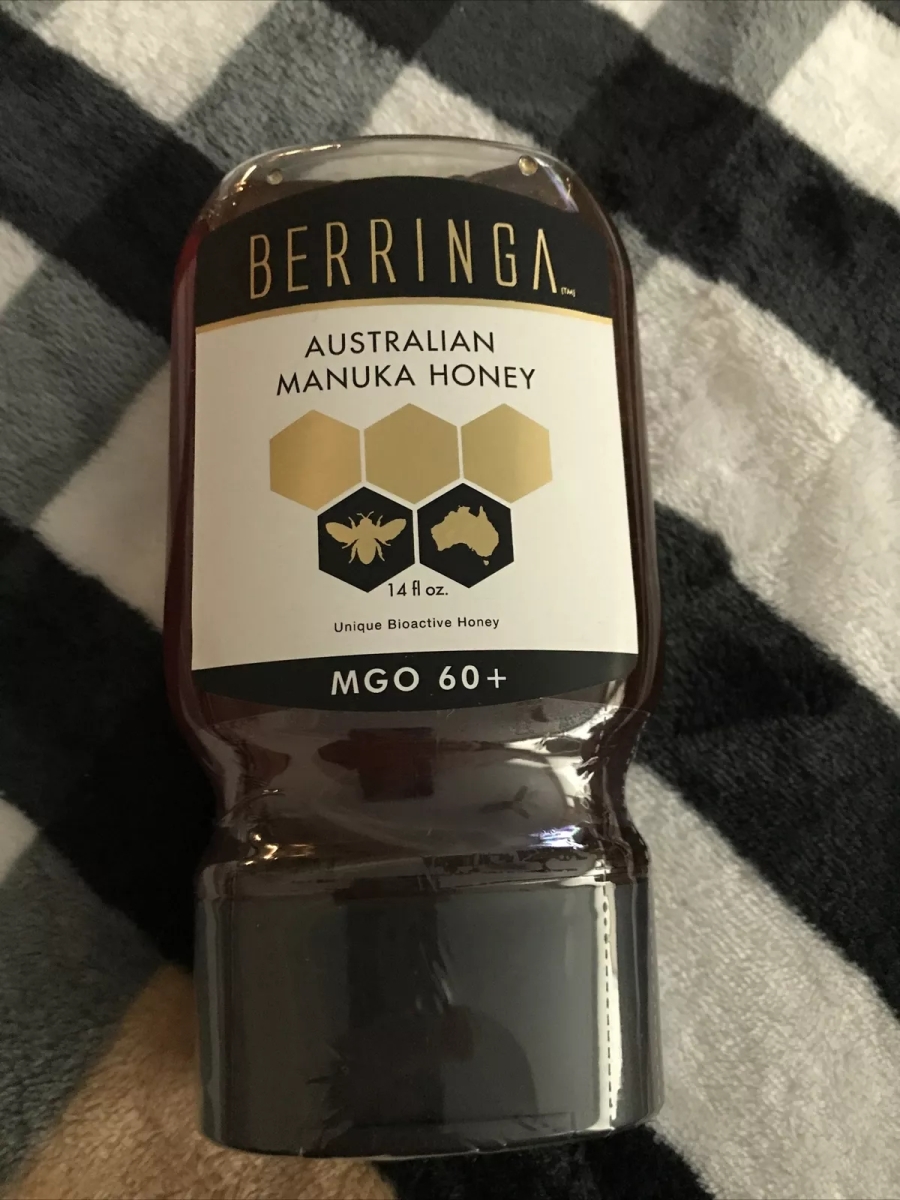 BERRINGA (TM)
AUSTRALIAN
MANUKA HONEY
14 fl oz.
Unique Bioactive Honey
MGO 60+